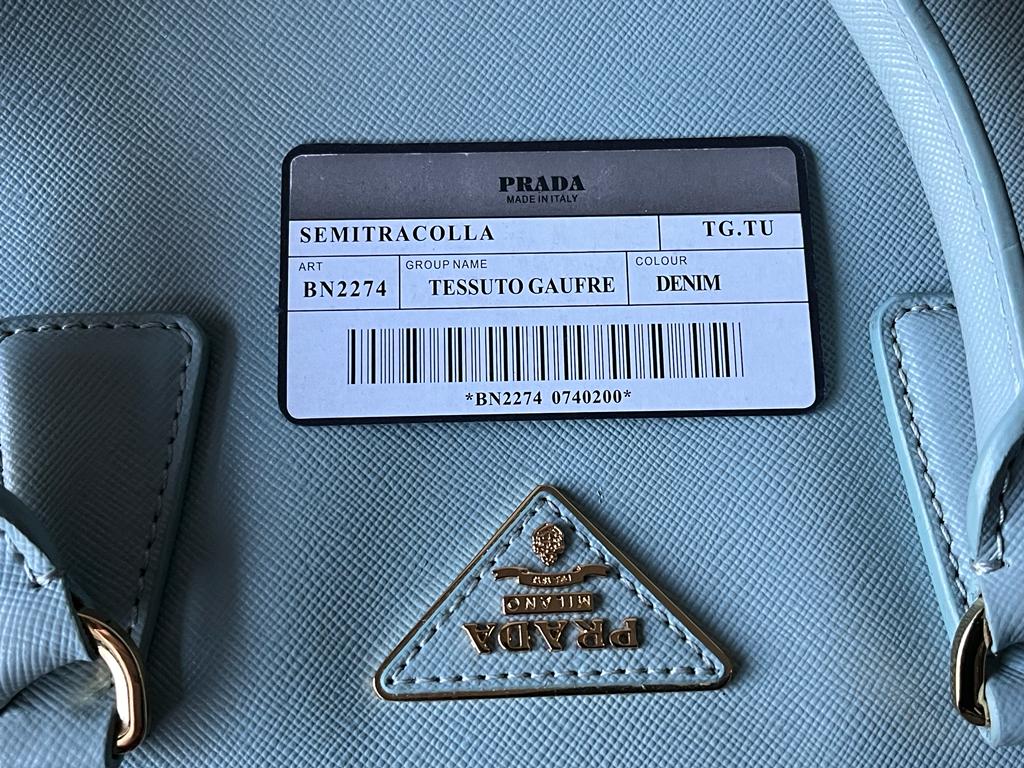 PRADA
MADE IN ITALY
SEMITRACOLLA TG.TU
ART GROUP NAME COLOUR
BN2274 TESSUTO GAUFRE DENIM
*BN2274 0740200*
PRADA
MILANO